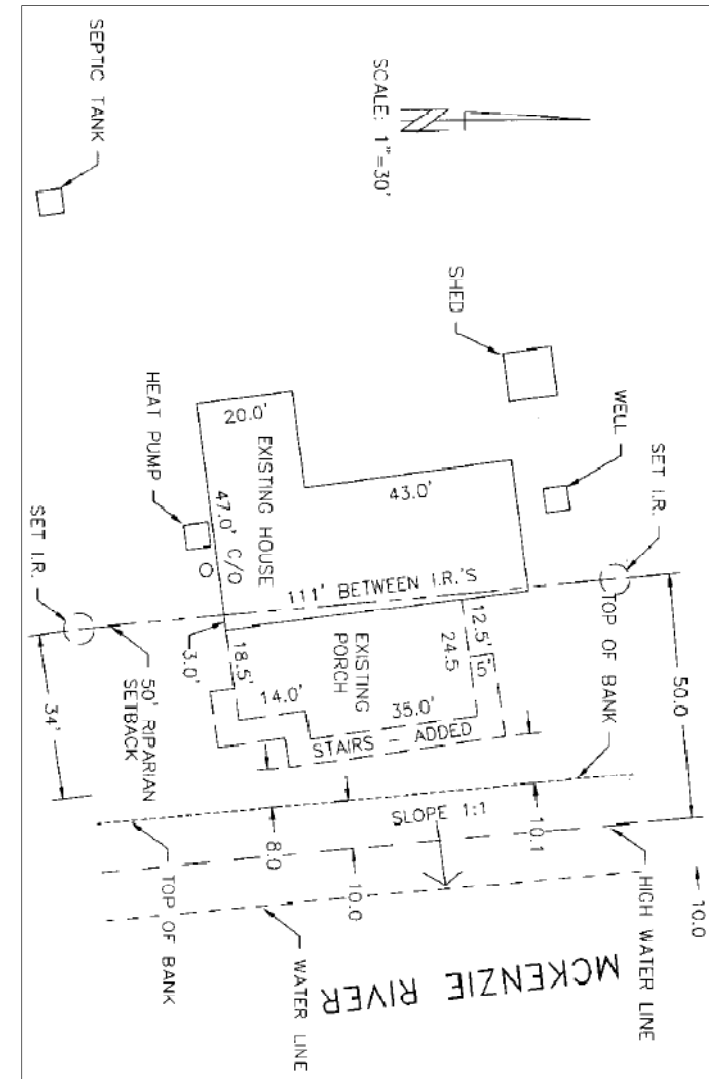 SEPTIC TANK
SCALE: 1"=30'
N
SHED
WELL
SET I.R.
HEAT PUMP
20.0'
EXISTING HOUSE
43.0'
47.0' C/O
SET I.R.
111' BETWEEN I.R.'S
TOP OF BANK
50.0
3.0'
18.5'
14.0'
EXISTING
PORCH
24.5
12.5'
5'
35.0'
50' RIPARIAN
SETBACK
34'
STAIRS - ADDED
SLOPE 1:1
8.0
10.0
10.1
10.0
TOP OF BANK
WATER LINE
HIGH WATER LINE
MCKENZIE RIVER